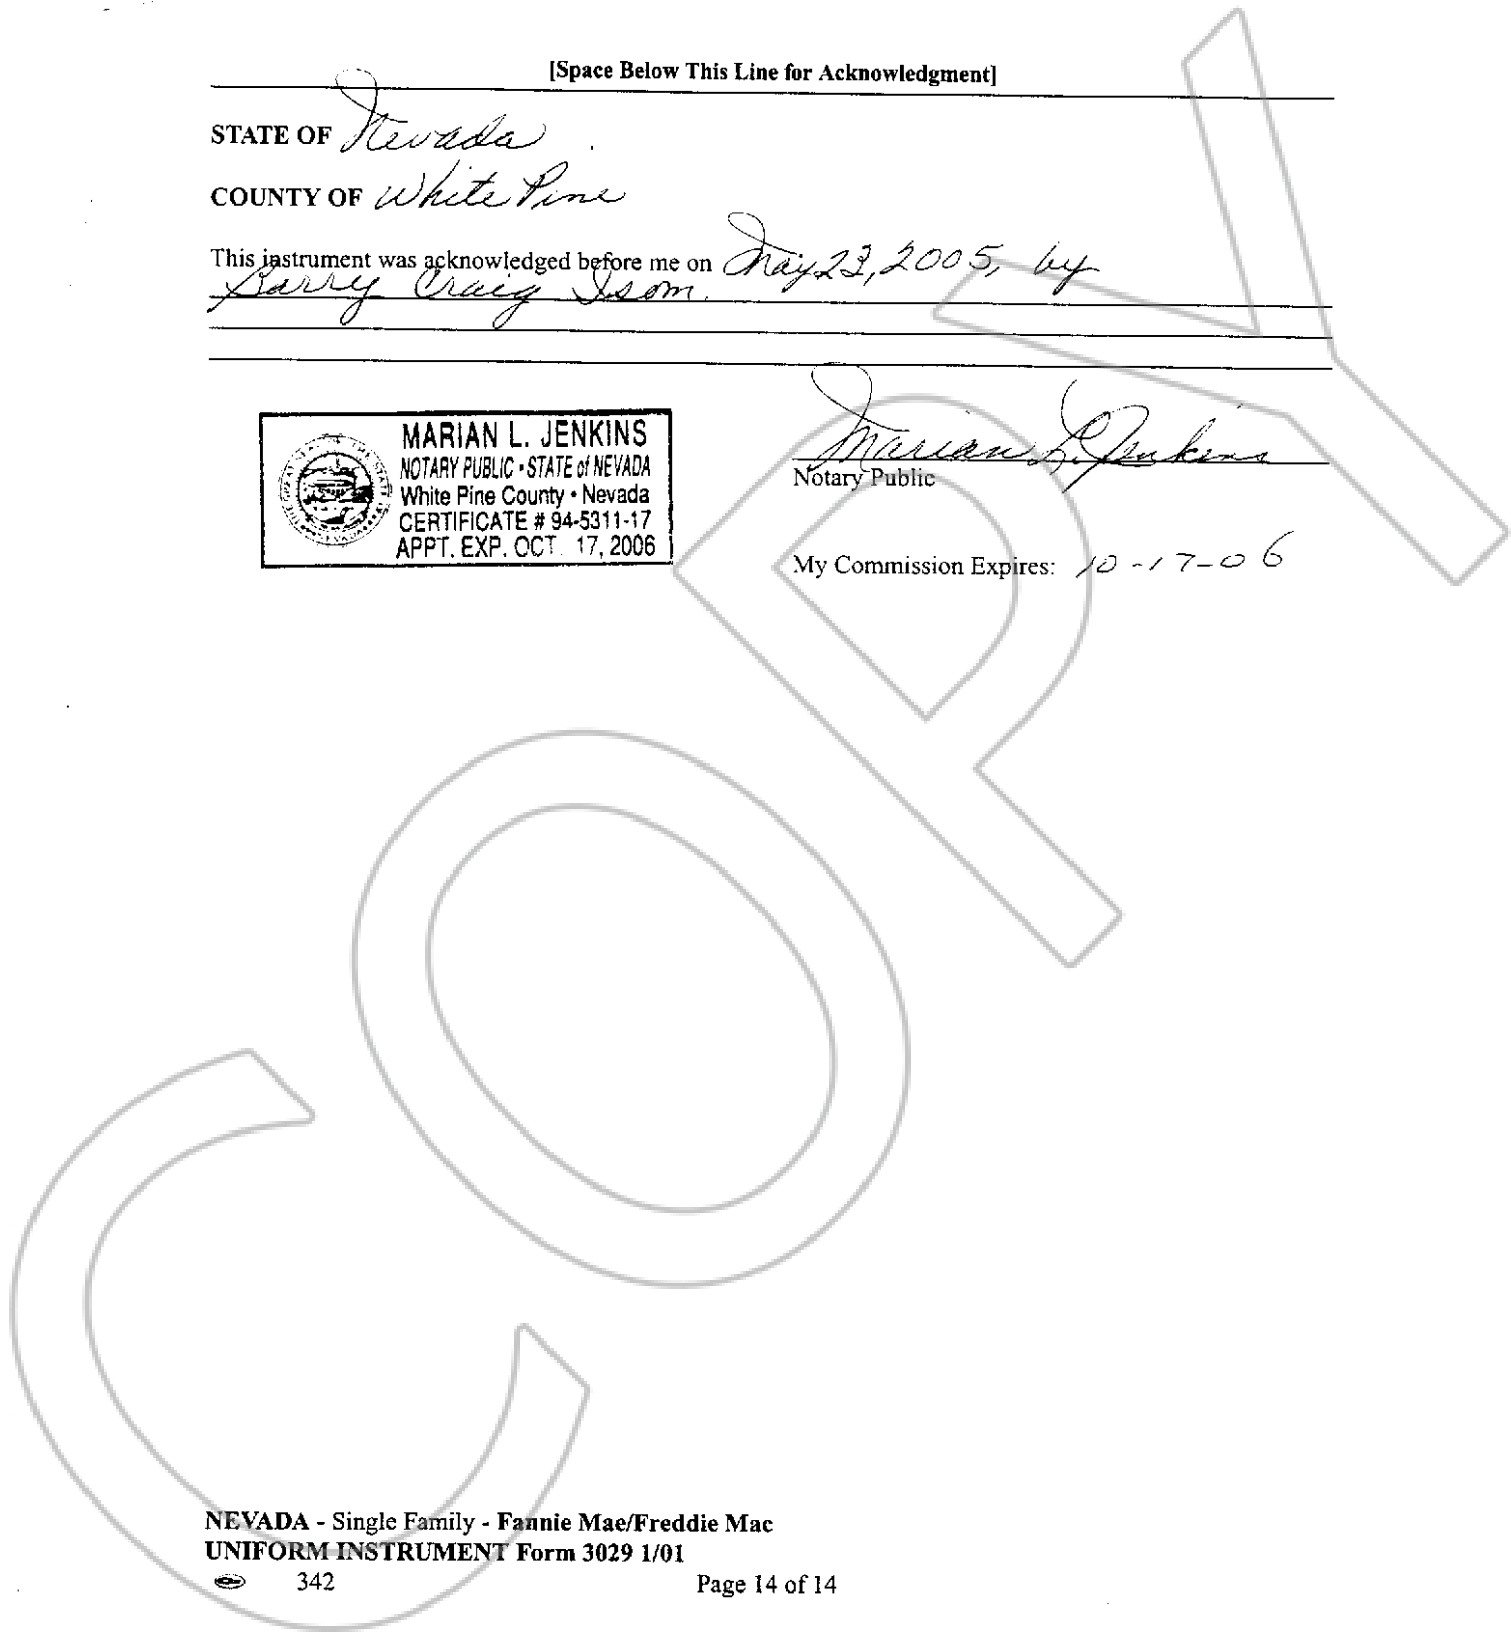 [Space Below This Line for Acknowledgment]
STATE OF Nevada
COUNTY OF White Pine
This instrument was acknowledged before me on May 23, 2005, by
Barry Craig Isom.
MARIAN L. JENKINS
NOTARY PUBLIC • STATE of NEVADA
White Pine County • Nevada
CERTIFICATE # 94-5311-17
APPT. EXP. OCT. 17, 2006
Marian L. Jenkins
Notary Public
My Commission Expires: 10-17-06
COPY
NEVADA - Single Family - Fannie Mae/Freddie Mac
UNIFORM INSTRUMENT Form 3029 1/01
342 Page 14 of 14